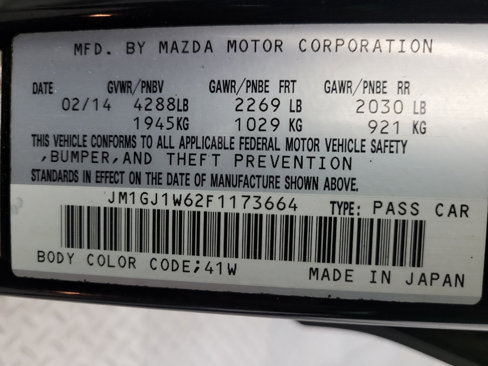 MFD. BY MAZDA MOTOR CORPORATION
DATE GVWR/PNBV GAWR/PNBE FRT GAWR/PNBE RR
02/14 4288LB 2269 LB 2030 LB
1945KG 1029 KG 921 KG
THIS VEHICLE CONFORMS TO ALL APPLICABLE FEDERAL MOTOR VEHICLE SAFETY
,BUMPER,AND THEFT PREVENTION
STANDARDS IN EFFECT ON THE DATE OF MANUFACTURE SHOWN ABOVE.
JM1GJ1W62F1173664 TYPE: PASS CAR
BODY COLOR CODE;41W MADE IN JAPAN